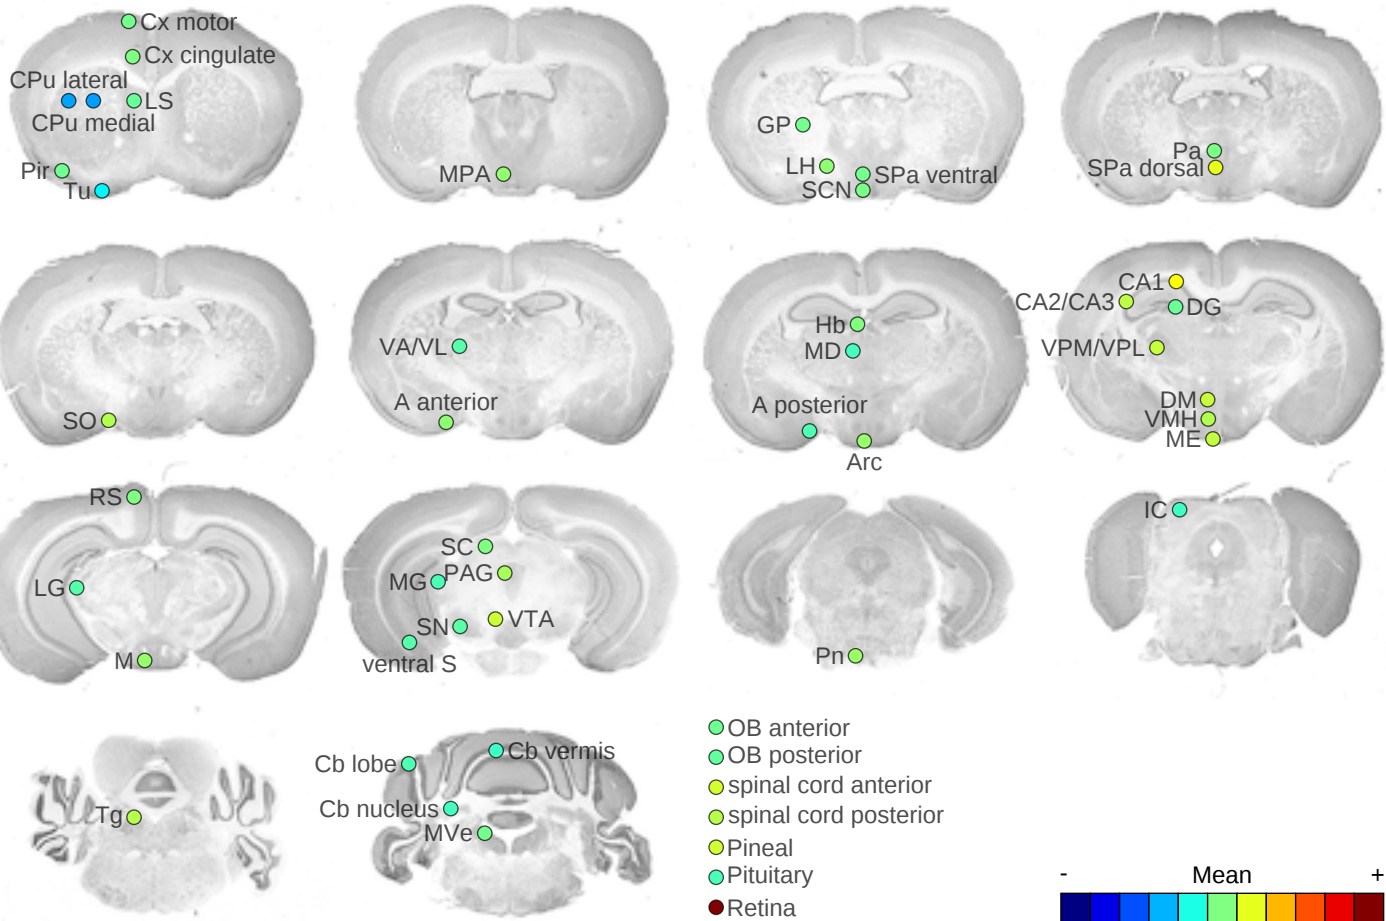 Cx motor
Cx cingulate
CPu lateral
LS
CPu medial
Pir
Tu
MPA
GP
LH
SPa ventral
SCN
Pa
SPa dorsal
SO
VA/VL
A anterior
Hb
MD
A posterior
Arc
CA1
CA2/CA3
DG
VPM/VPL
DM
VMH
ME
RS
LG
M
SC
PAG
MG
VTA
SN
ventral S
Pn
IC
Tg
Cb vermis
Cb lobe
Cb nucleus
MVe
OB anterior
OB posterior
spinal cord anterior
spinal cord posterior
Pineal
Pituitary
Retina
- Mean +